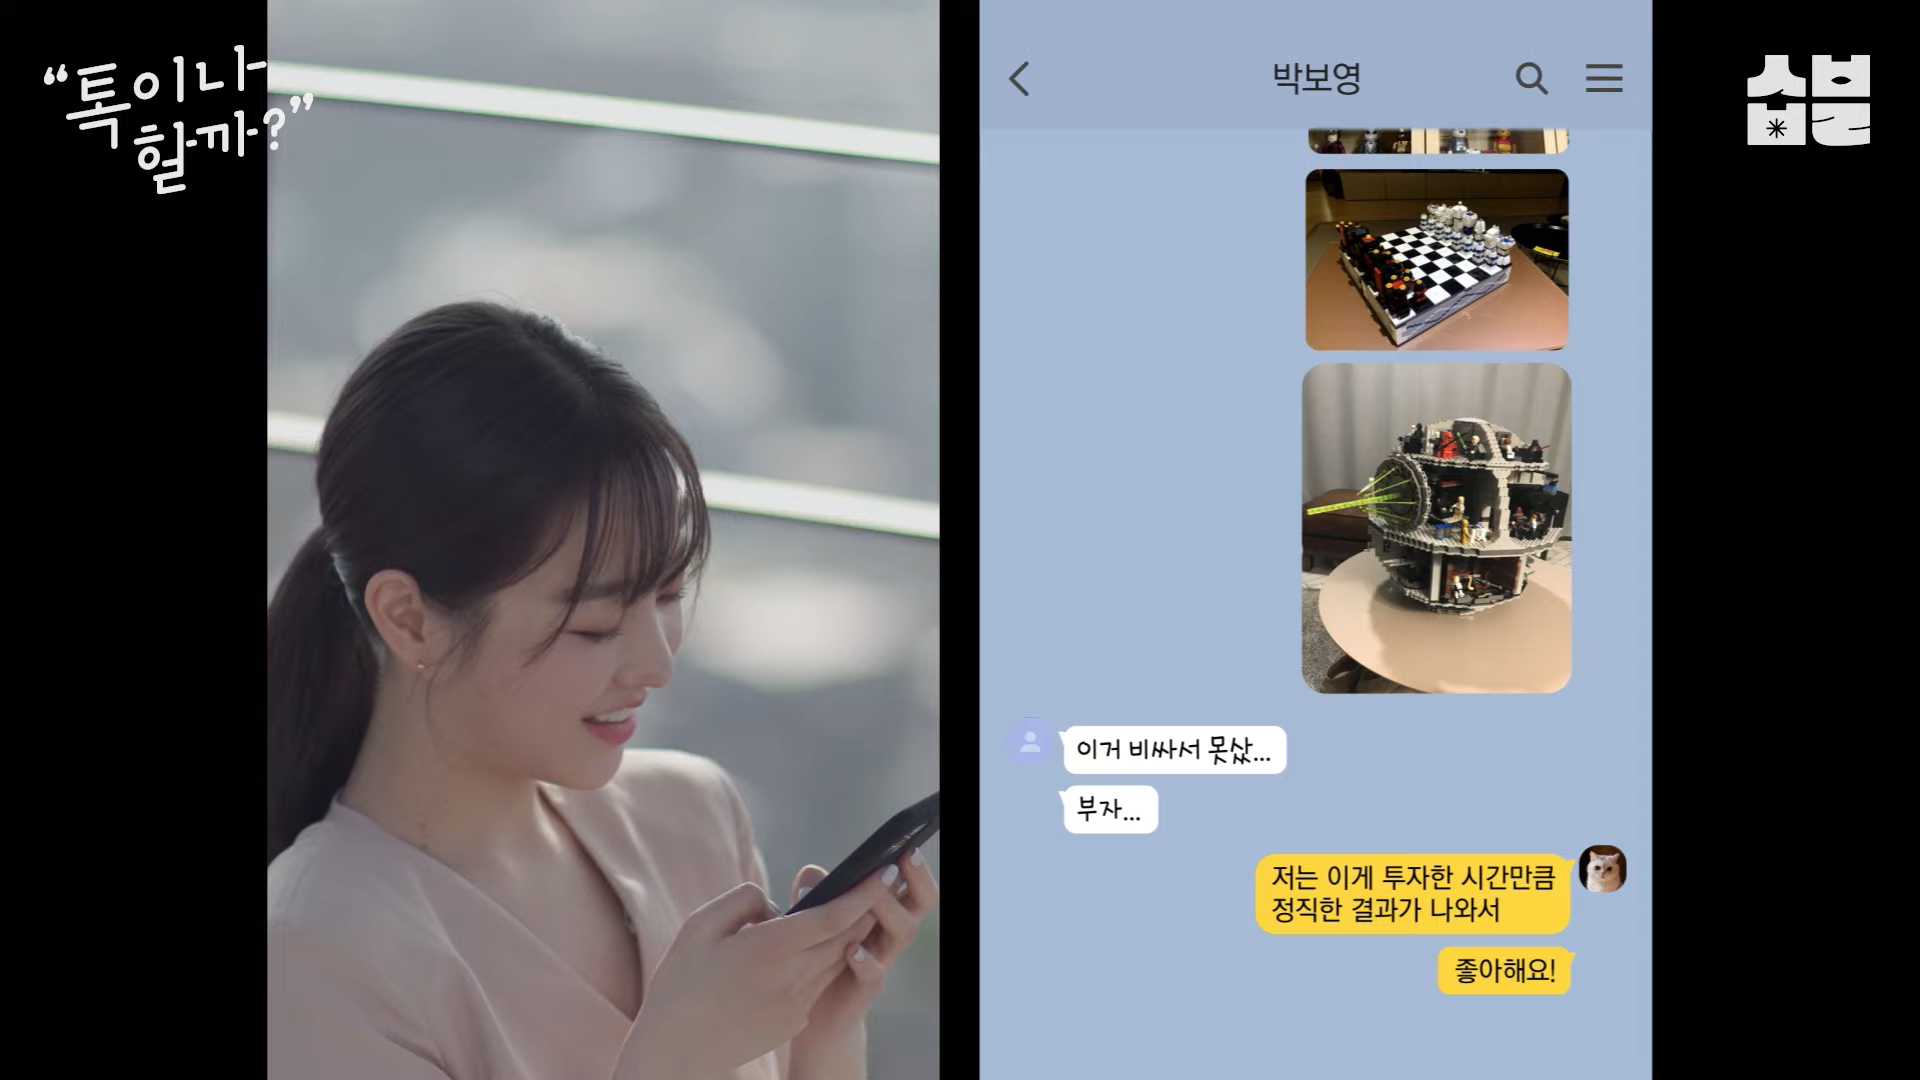 “톡이나
할까?”
박보영
숏별
이거 비싸서 못샀...
부자...
저는 이게 투자한 시간만큼
정직한 결과가 나와서
좋아해요!